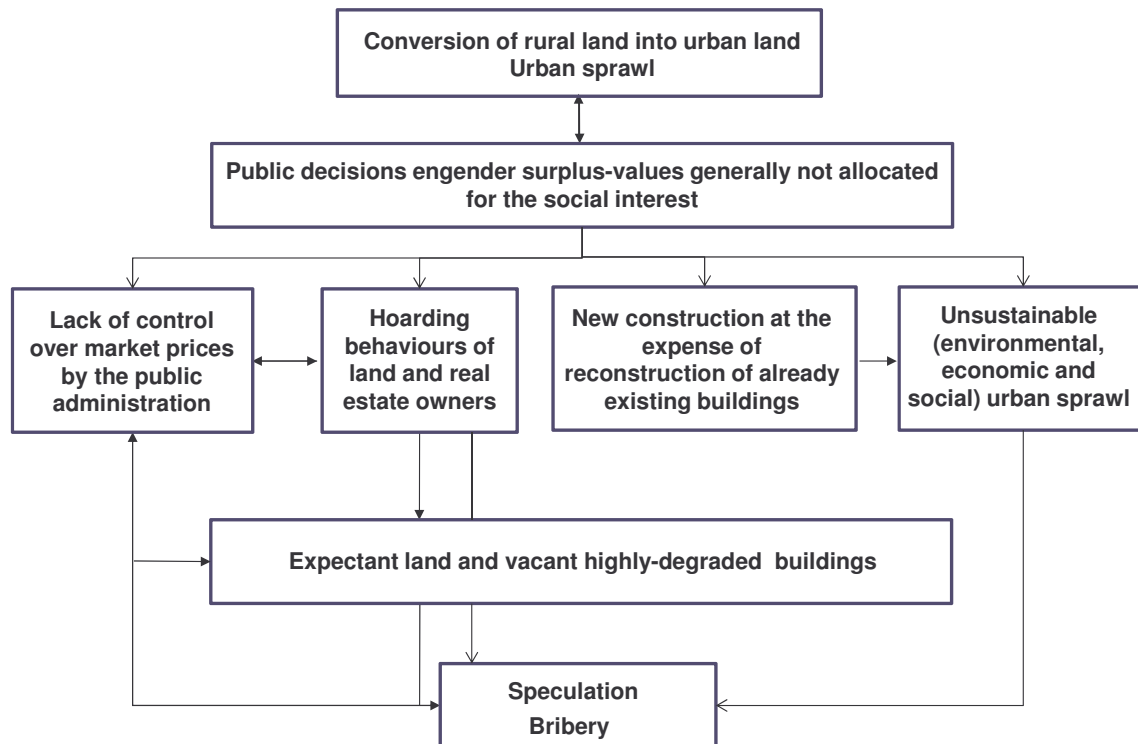 Conversion of rural land into urban land
Urban sprawl
Public decisions engender surplus-values generally not allocated
for the social interest
Lack of control
over market prices
by the public
administration
Hoarding
behaviours of
land and real
estate owners
New construction at the
expense of
reconstruction of already
existing buildings
Unsustainable
(environmental,
economic and
social) urban sprawl
Expectant land and vacant highly-degraded buildings
Speculation
Bribery